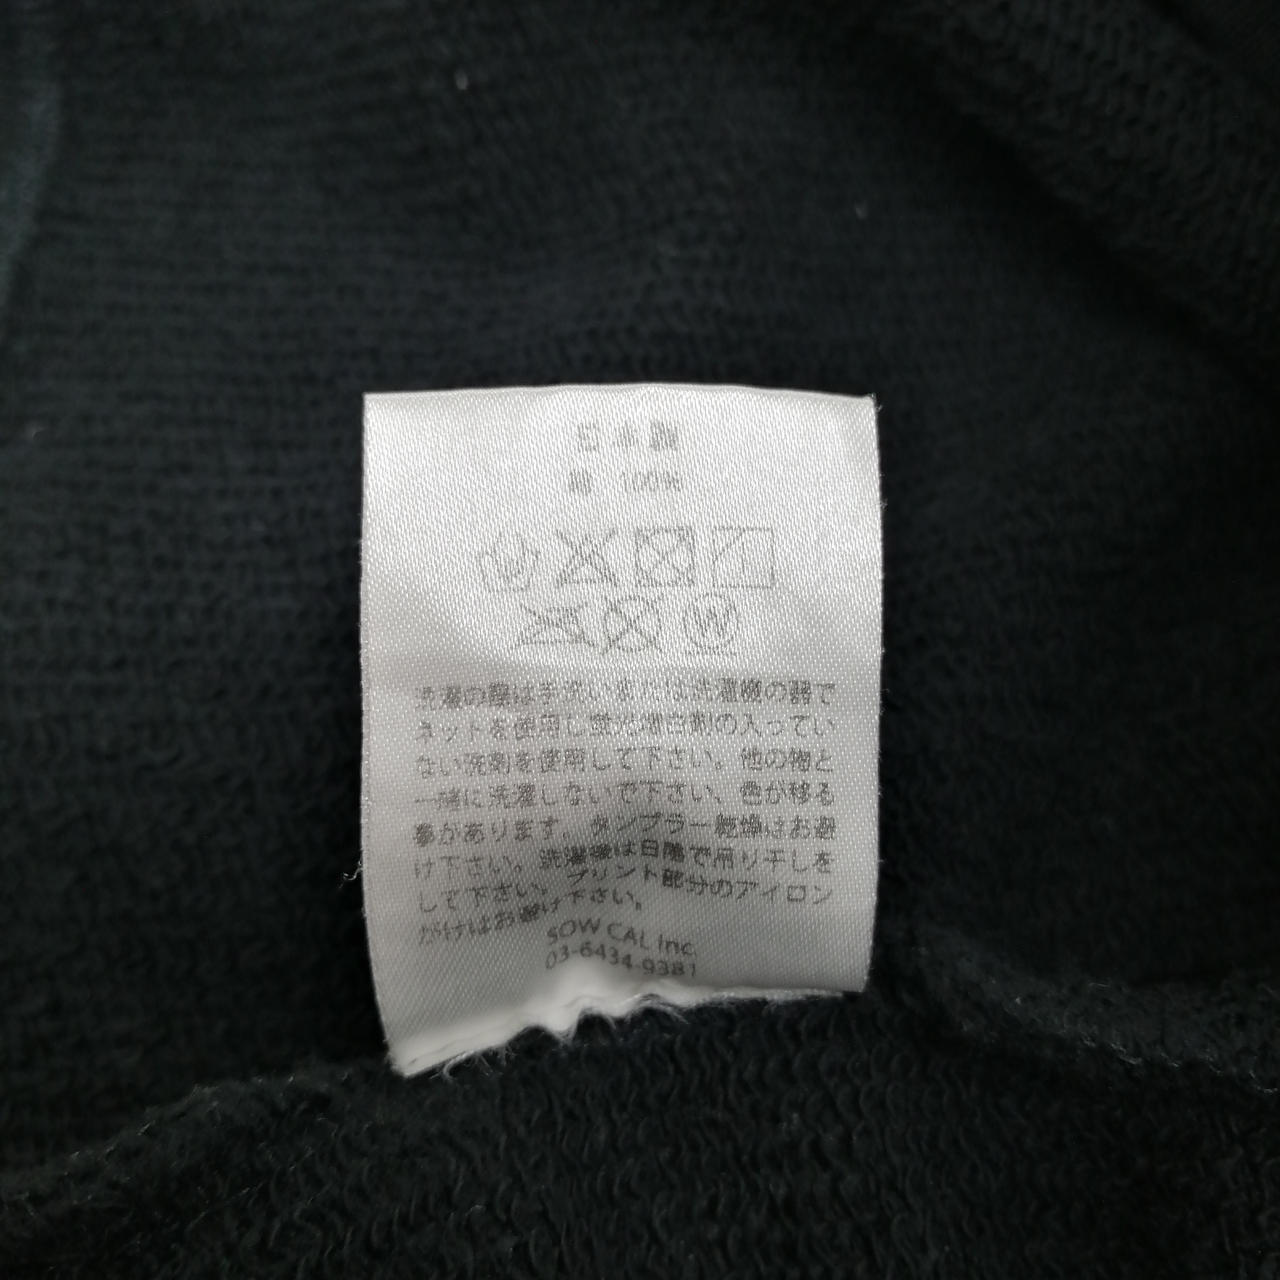 日本製
綿 100%
W
洗濯の際は手洗いまたは洗濯機の弱で
ネットを使用し蛍光増白剤の入ってい
ない洗剤を使用して下さい。他の物と
一緒に洗濯しないで下さい、色が移る
事があります。タンブラー乾燥はお避
け下さい。洗濯後は日陰で吊り干しを
して下さい。プリント部分のアイロン
がけはお避け下さい。
SOW CAL Inc.
03-6434-9381